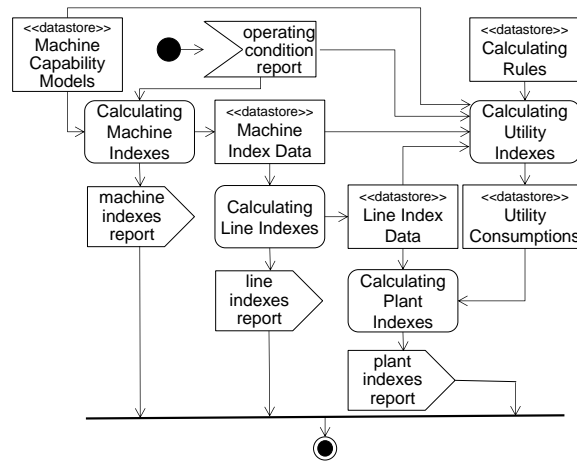 <<datastore>>
Machine
Capability
Models
operating
condition
report
<<datastore>>
Calculating
Rules
Calculating
Machine
Indexes
<<datastore>>
Machine
Index Data
Calculating
Utility
Indexes
machine
indexes
report
Calculating
Line Indexes
<<datastore>>
Line Index
Data
<<datastore>>
Utility
Consumptions
line
indexes
report
Calculating
Plant
Indexes
plant
indexes
report